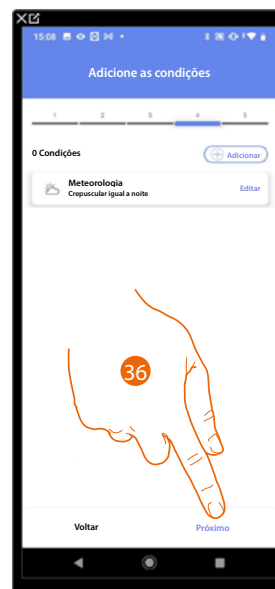 15:08
Adicione as condições
1 2 3 4 5
0 Condições
Adicionar
Meteorologia
Crepuscular igual a noite
Editar
36
Voltar
Próximo